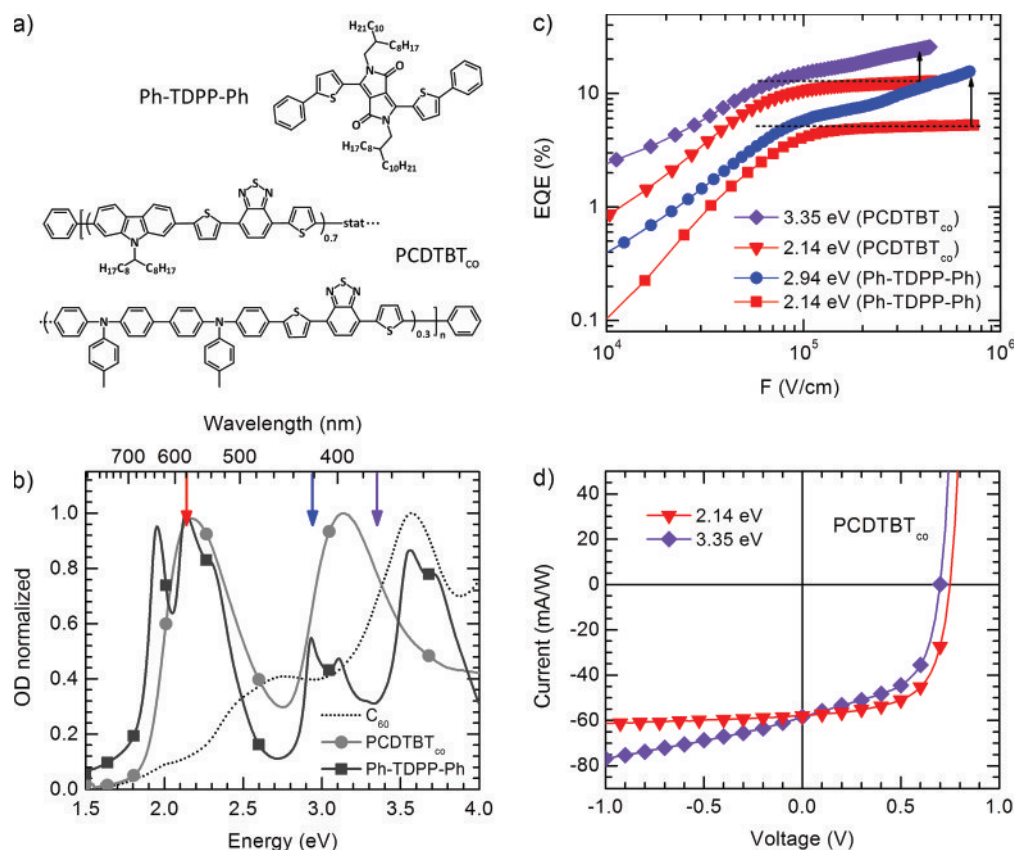 a)
Ph-TDPP-Ph
H21C10
C8H17
N
O
S
S
O
N
H17C8
C10H21
S
N N
N
S
S
0.7
stat
H17C8 C8H17
PCDTBTco
S
N N
N
N
S
S
0.3
n
b)
Wavelength (nm)
700 600 500 400
OD normalized
1.0
0.8
0.6
0.4
0.2
0.0
C60
PCDTBTco
Ph-TDPP-Ph
1.5 2.0 2.5 3.0 3.5 4.0
Energy (eV)
c)
EQE (%)
10
1
0.1
3.35 eV (PCDTBTco)
2.14 eV (PCDTBTco)
2.94 eV (Ph-TDPP-Ph)
2.14 eV (Ph-TDPP-Ph)
10^4 10^5 10^6
F (V/cm)
d)
Current (mA/W)
40
20
0
-20
-40
-60
-80
2.14 eV
3.35 eV
PCDTBTco
-1.0 -0.5 0.0 0.5 1.0
Voltage (V)